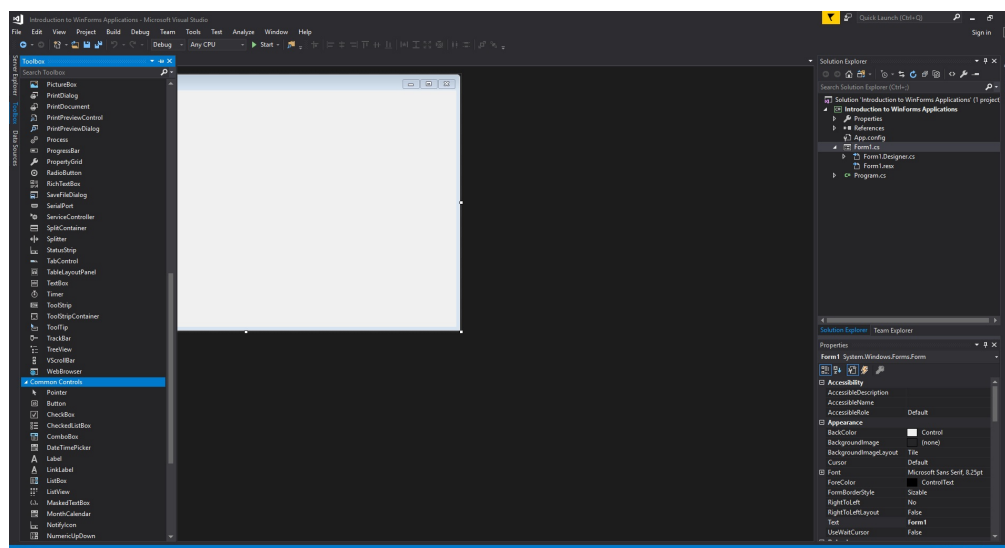 Introduction to WinForms Applications - Microsoft Visual Studio
Quick Launch (Ctrl+Q)
File Edit View Project Build Debug Team Tools Test Analyze Window Help
Sign in
Debug Any CPU Start
Server Explorer
Toolbox
Data Sources
Toolbox
Search Toolbox
PictureBox
PrintDialog
PrintDocument
PrintPreviewControl
PrintPreviewDialog
Process
ProgressBar
PropertyGrid
RadioButton
RichTextBox
SaveFileDialog
SerialPort
ServiceController
SplitContainer
Splitter
StatusStrip
TabControl
TableLayoutPanel
TextBox
Timer
ToolStrip
ToolStripContainer
ToolTip
TrackBar
TreeView
VScrollBar
WebBrowser
Common Controls
Pointer
Button
CheckBox
CheckedListBox
ComboBox
DateTimePicker
Label
LinkLabel
ListBox
ListView
MaskedTextBox
MonthCalendar
NotifyIcon
NumericUpDown
Solution Explorer
Search Solution Explorer (Ctrl+;)
Solution 'Introduction to WinForms Applications' (1 project
Introduction to WinForms Applications
Properties
References
App.config
Form1.cs
Form1.Designer.cs
Form1.resx
Program.cs
Solution Explorer Team Explorer
Properties
Form1 System.Windows.Forms.Form
Accessibility
AccessibleDescription
AccessibleName
AccessibleRole Default
Appearance
BackColor Control
BackgroundImage (none)
BackgroundImageLayout Tile
Cursor Default
Font Microsoft Sans Serif, 8.25pt
ForeColor ControlText
FormBorderStyle Sizable
RightToLeft No
RightToLeftLayout False
Text Form1
UseWaitCursor False